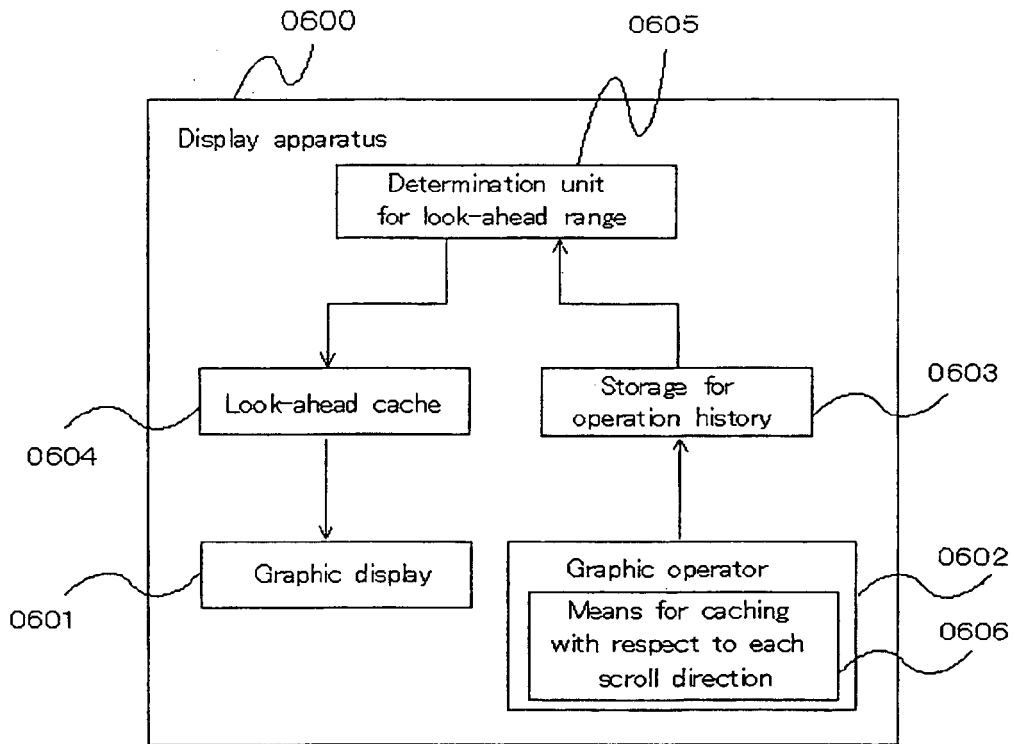 0600
0605
Display apparatus
Determination unit
for look-ahead range
Look-ahead cache
Storage for
operation history
0603
0604
Graphic display
Graphic operator
0602
Means for caching
with respect to each
scroll direction
0601
0606